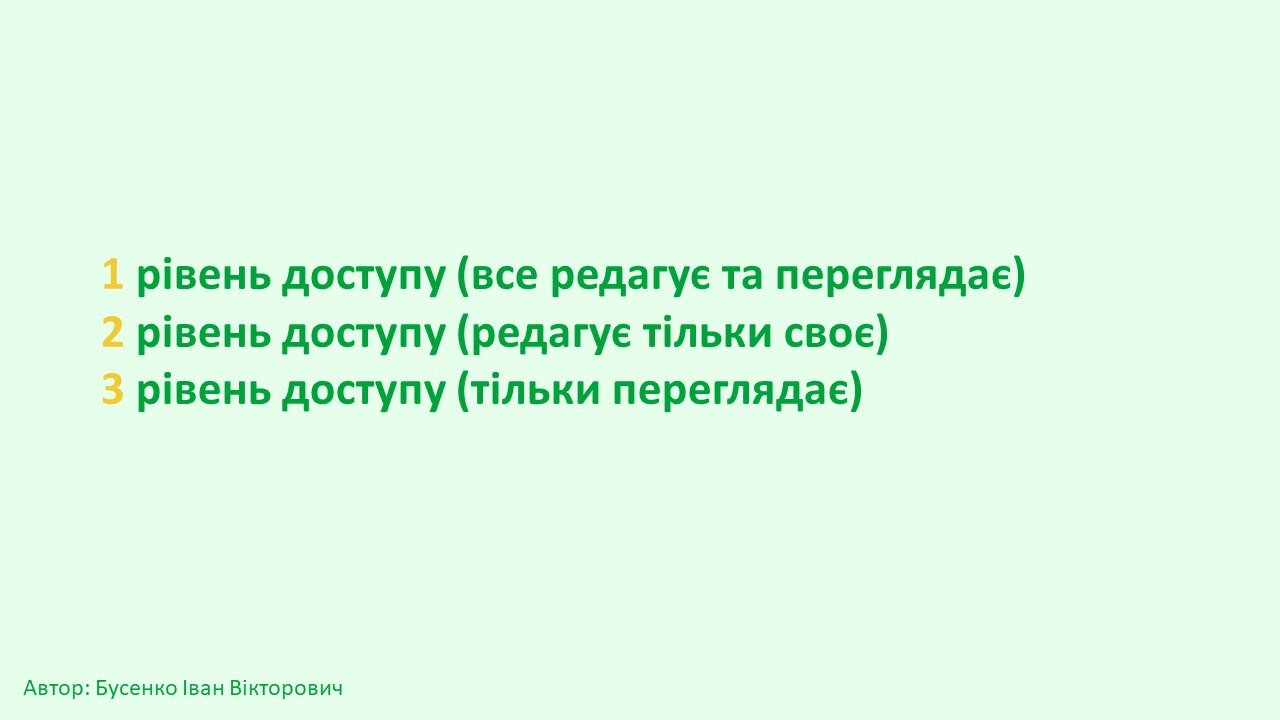 1 рівень доступу (все редагує та переглядає)
2 рівень доступу (редагує тільки своє)
3 рівень доступу (тільки переглядає)
Автор: Бусенко Іван Вікторович